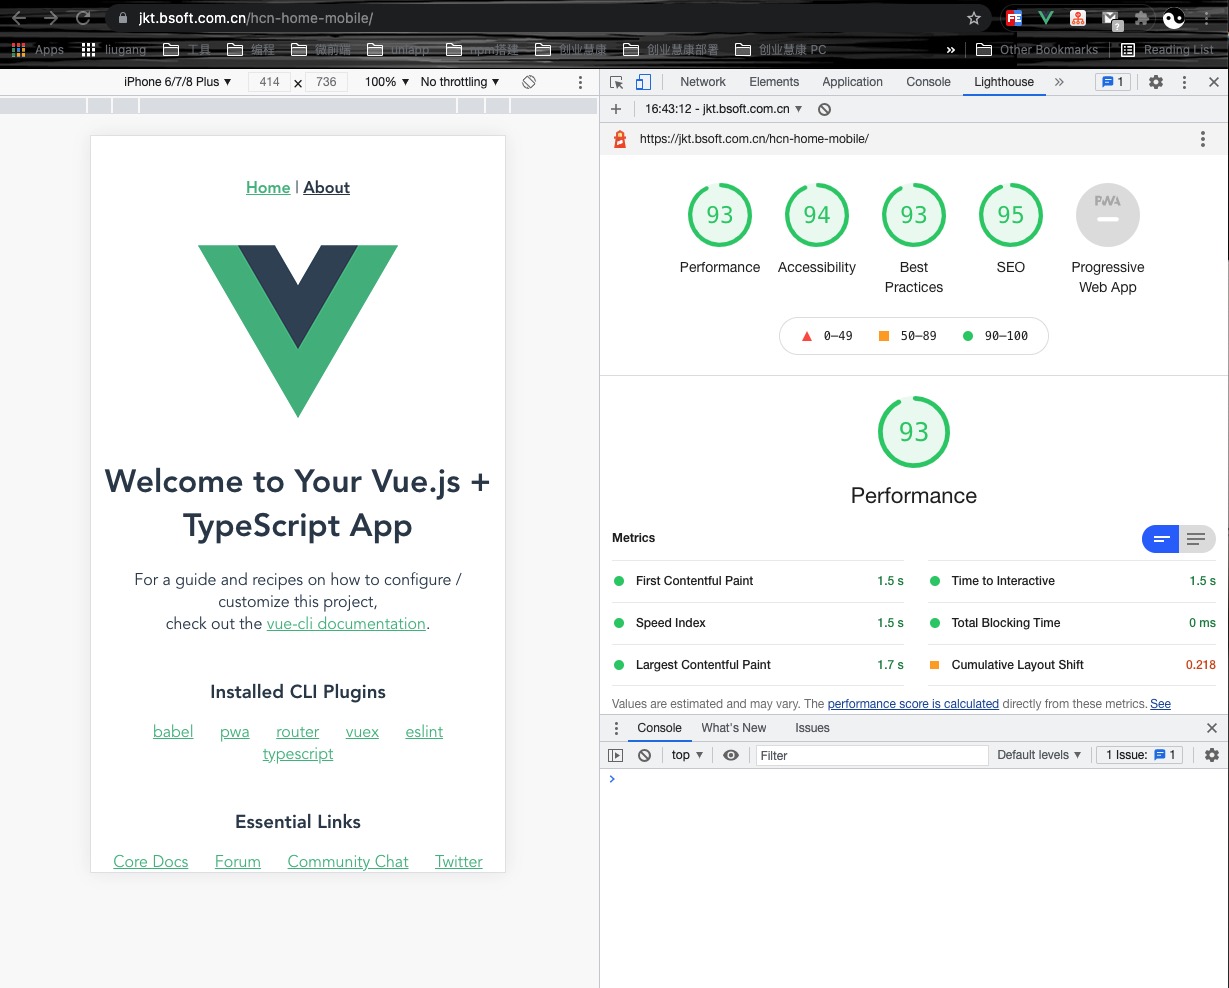 jkt.bsoft.com.cn/hcn-home-mobile/
Apps liugang 工具 编程 微前端 uniapp npm搭建 创业慧康 创业慧康部署 创业慧康 PC » Other Bookmarks Reading List
iPhone 6/7/8 Plus ▼ 414 x 736 100% ▼ No throttling ▼
Network Elements Application Console Lighthouse » 1
16:43:12 - jkt.bsoft.com.cn ▼
https://jkt.bsoft.com.cn/hcn-home-mobile/
Home | About
Welcome to Your Vue.js +
TypeScript App
For a guide and recipes on how to configure /
customize this project,
check out the vue-cli documentation.
Installed CLI Plugins
babel pwa router vuex eslint
typescript
Essential Links
Core Docs Forum Community Chat Twitter
93 94 93 95 PWA
Performance Accessibility Best Practices SEO Progressive Web App
0–49 50–89 90–100
93
Performance
Metrics
First Contentful Paint 1.5 s Time to Interactive 1.5 s
Speed Index 1.5 s Total Blocking Time 0 ms
Largest Contentful Paint 1.7 s Cumulative Layout Shift 0.218
Values are estimated and may vary. The performance score is calculated directly from these metrics. See
Console What's New Issues
top ▼ Filter Default levels ▼ 1 Issue: 1